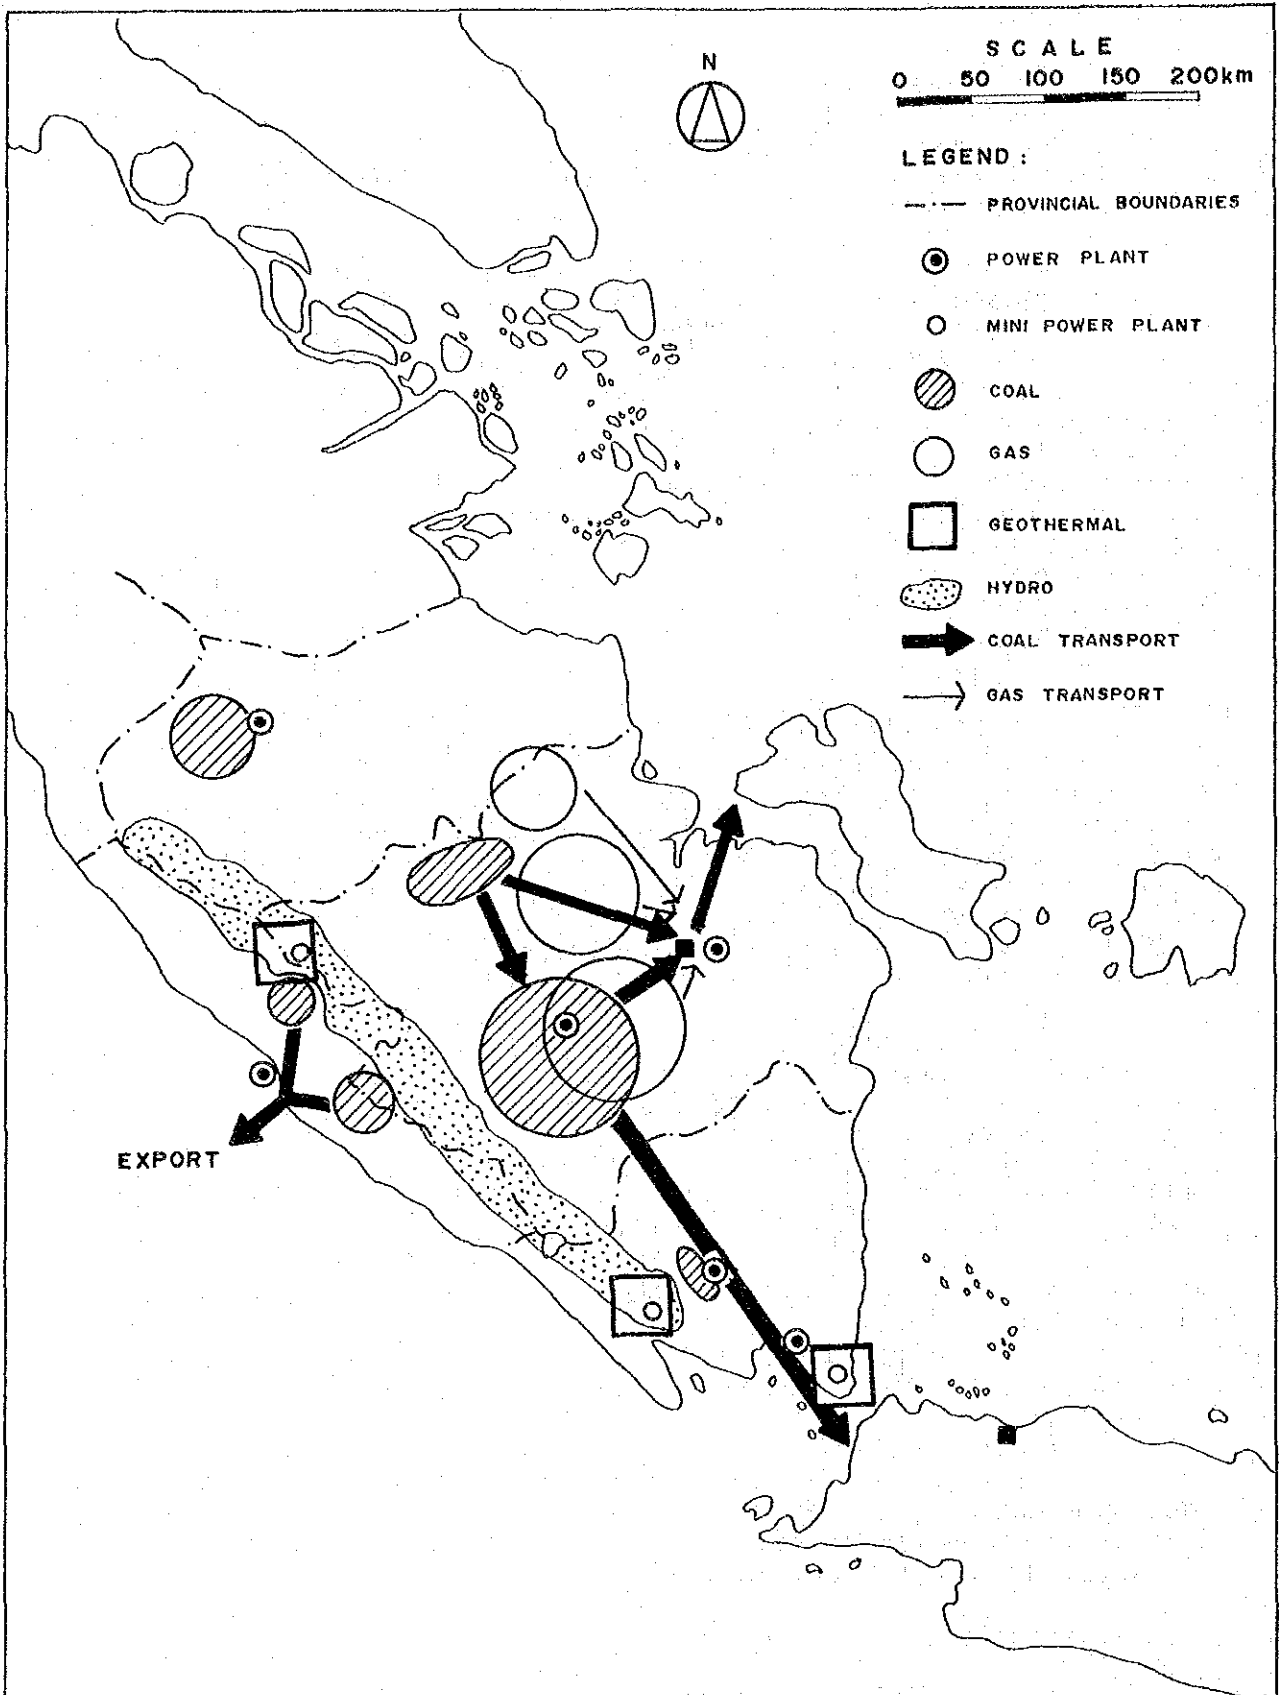 N
SCALE
0 50 100 150 200km
LEGEND :
PROVINCIAL BOUNDARIES
POWER PLANT
MINI POWER PLANT
COAL
GAS
GEOTHERMAL
HYDRO
COAL TRANSPORT
GAS TRANSPORT
EXPORT